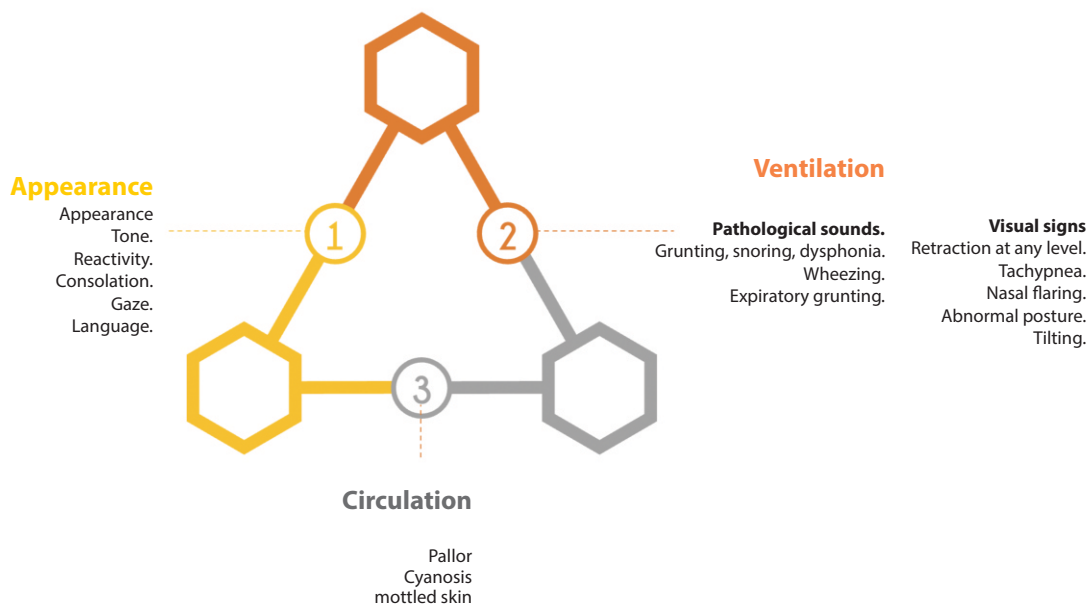 Appearance
Appearance
Tone.
Reactivity.
Consolation.
Gaze.
Language.
1
2
Ventilation
Pathological sounds.
Grunting, snoring, dysphonia.
Wheezing.
Expiratory grunting.
Visual signs
Retraction at any level.
Tachypnea.
Nasal flaring.
Abnormal posture.
Tilting.
3
Circulation
Pallor
Cyanosis
mottled skin